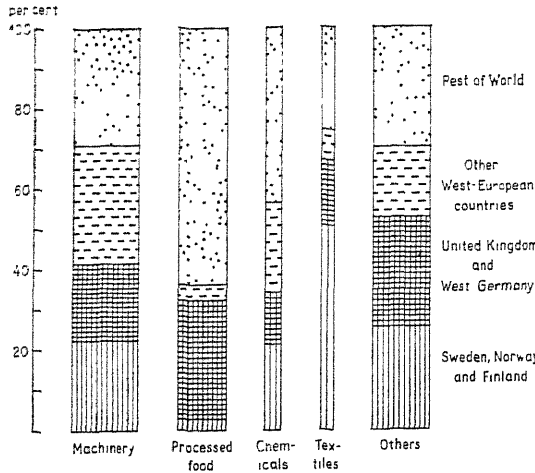 per cent
100
80
60
40
20
Pest of World
Other
West-European
countries
United Kingdom
and
West Germany
Sweden, Norway
and Finland
Machinery
Processed
food
Chem-
icals
Tex-
tiles
Others